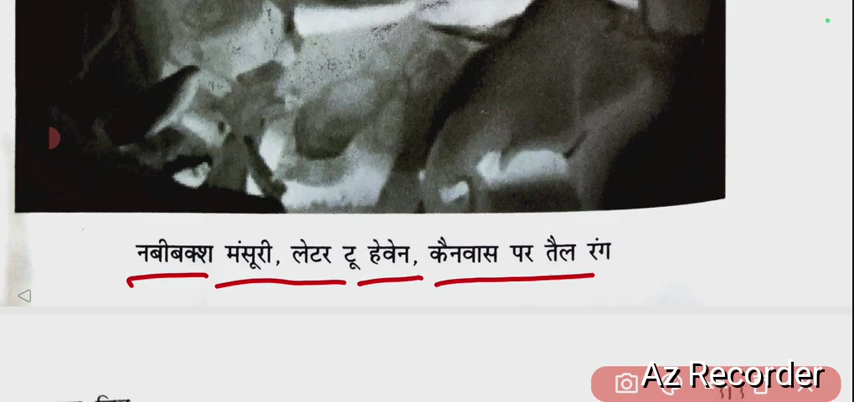 नबीबक्श मंसूरी, लेटर टू हेवेन, कैनवास पर तैल रंग
Az Recorder